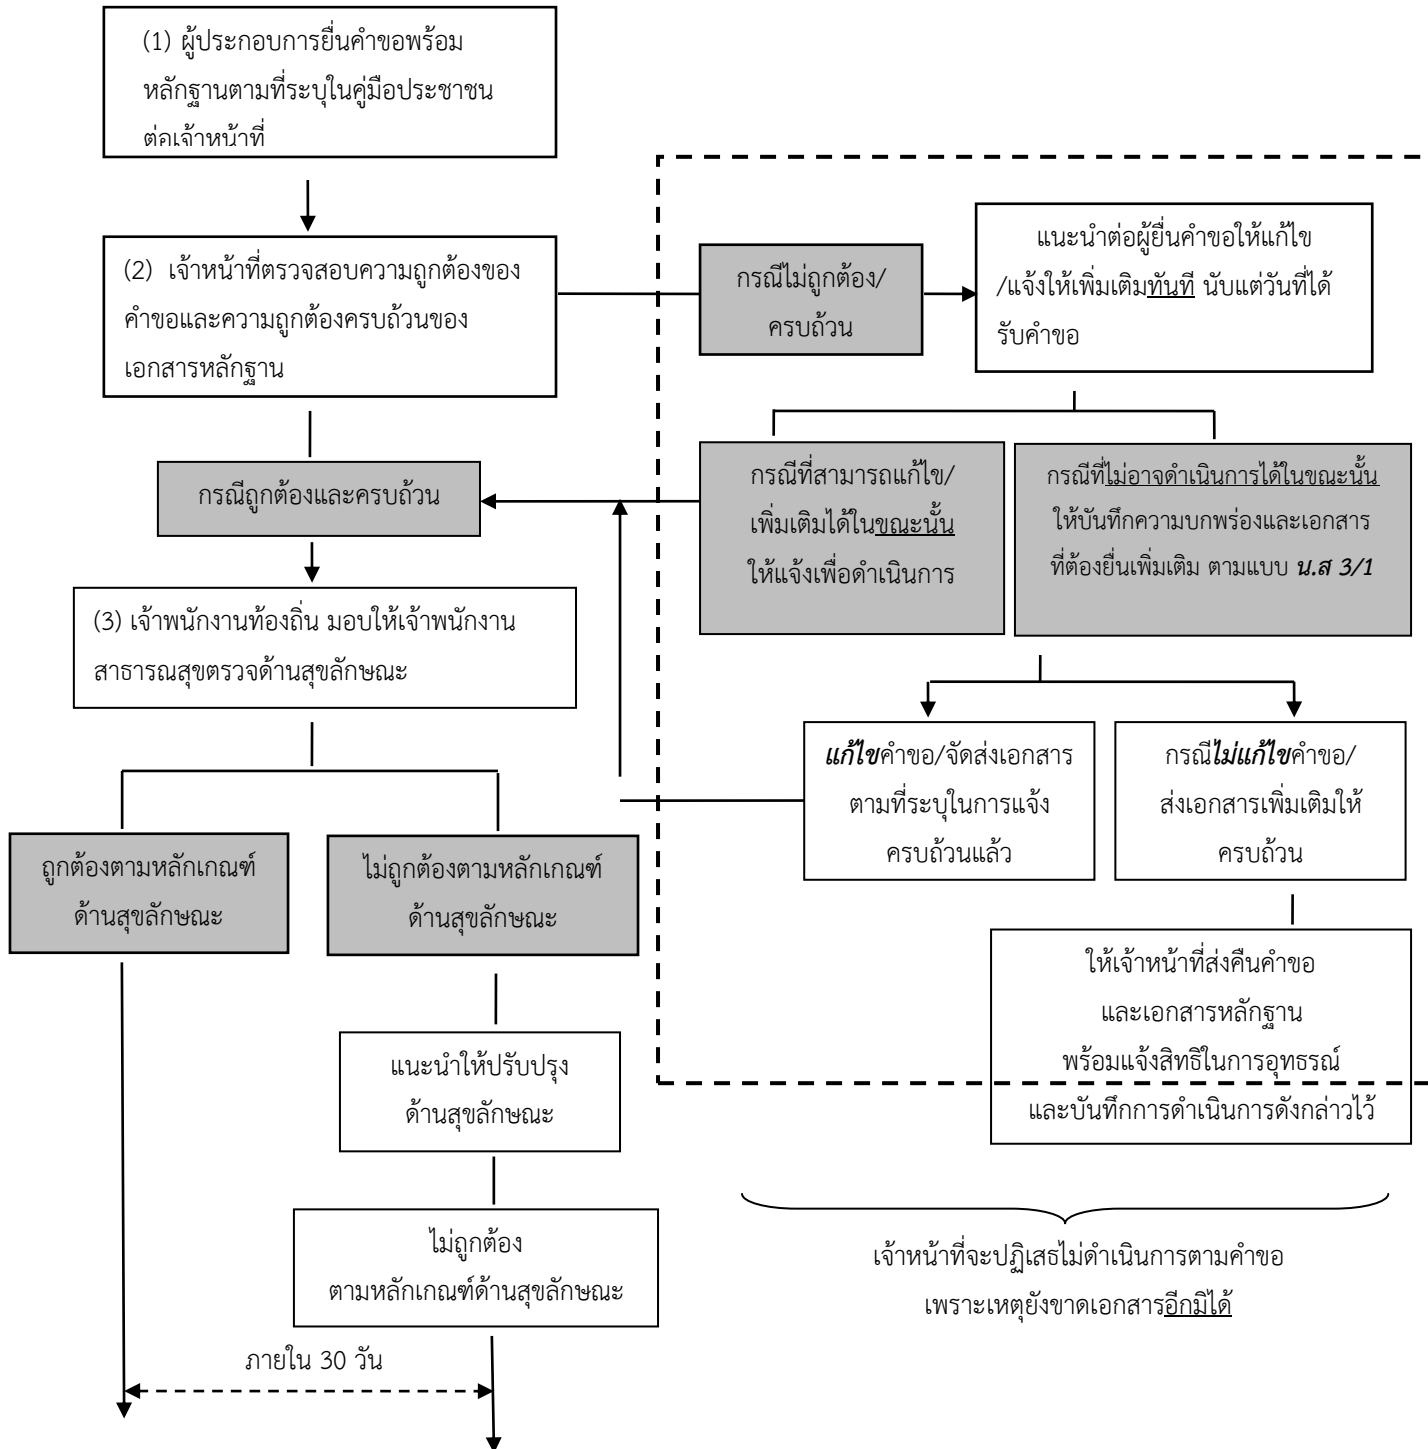 (1) ผู้ประกอบการยื่นคำขอพร้อม
หลักฐานตามที่ระบุในคู่มือประชาชน
ต่อเจ้าหน้าที่
(2) เจ้าหน้าที่ตรวจสอบความถูกต้องของ
คำขอและความถูกต้องครบถ้วนของ
เอกสารหลักฐาน
กรณีไม่ถูกต้อง/
ครบถ้วน
แนะนำต่อผู้ยื่นคำขอให้แก้ไข
/แจ้งให้เพิ่มเติมทันที นับแต่วันที่ได้
รับคำขอ
กรณีถูกต้องและครบถ้วน
กรณีที่สามารถแก้ไข/
เพิ่มเติมได้ในขณะนั้น
ให้แจ้งเพื่อดำเนินการ
กรณีที่ไม่อาจดำเนินการได้ในขณะนั้น
ให้บันทึกความบกพร่องและเอกสาร
ที่ต้องยื่นเพิ่มเติม ตามแบบ น.ส 3/1
(3) เจ้าพนักงานท้องถิ่น มอบให้เจ้าพนักงาน
สาธารณสุขตรวจด้านสุขลักษณะ
แก้ไขคำขอ/จัดส่งเอกสาร
ตามที่ระบุในการแจ้ง
ครบถ้วนแล้ว
กรณีไม่แก้ไขคำขอ/
ส่งเอกสารเพิ่มเติมให้
ครบถ้วน
ถูกต้องตามหลักเกณฑ์
ด้านสุขลักษณะ
ไม่ถูกต้องตามหลักเกณฑ์
ด้านสุขลักษณะ
ให้เจ้าหน้าที่ส่งคืนคำขอ
และเอกสารหลักฐาน
พร้อมแจ้งสิทธิในการอุทธรณ์
และบันทึกการดำเนินการดังกล่าวไว้
แนะนำให้ปรับปรุง
ด้านสุขลักษณะ
ไม่ถูกต้อง
ตามหลักเกณฑ์ด้านสุขลักษณะ
เจ้าหน้าที่จะปฏิเสธไม่ดำเนินการตามคำขอ
เพราะเหตุยังขาดเอกสารอีกมิได้
ภายใน 30 วัน